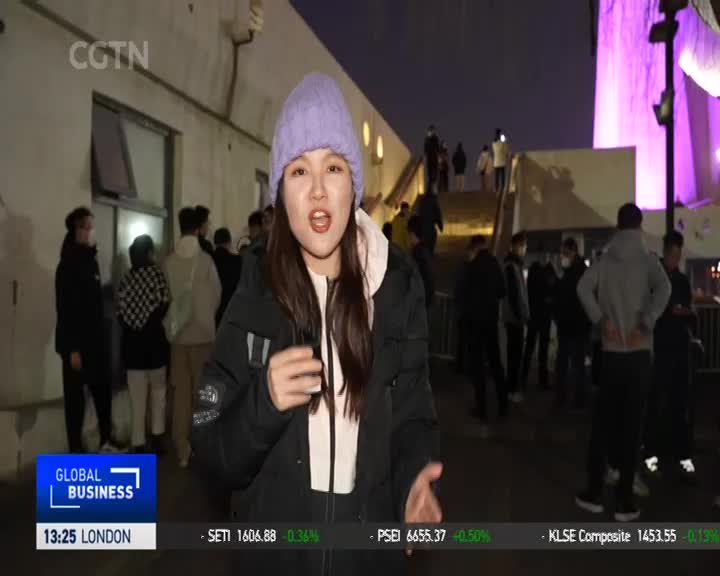 CGTN
GLOBAL
BUSINESS
13:25 LONDON
- SETI 1606.88 -0.36% - PSEI 6655.37 +0.50% - KLSE Composite 1453.55 -0.13%